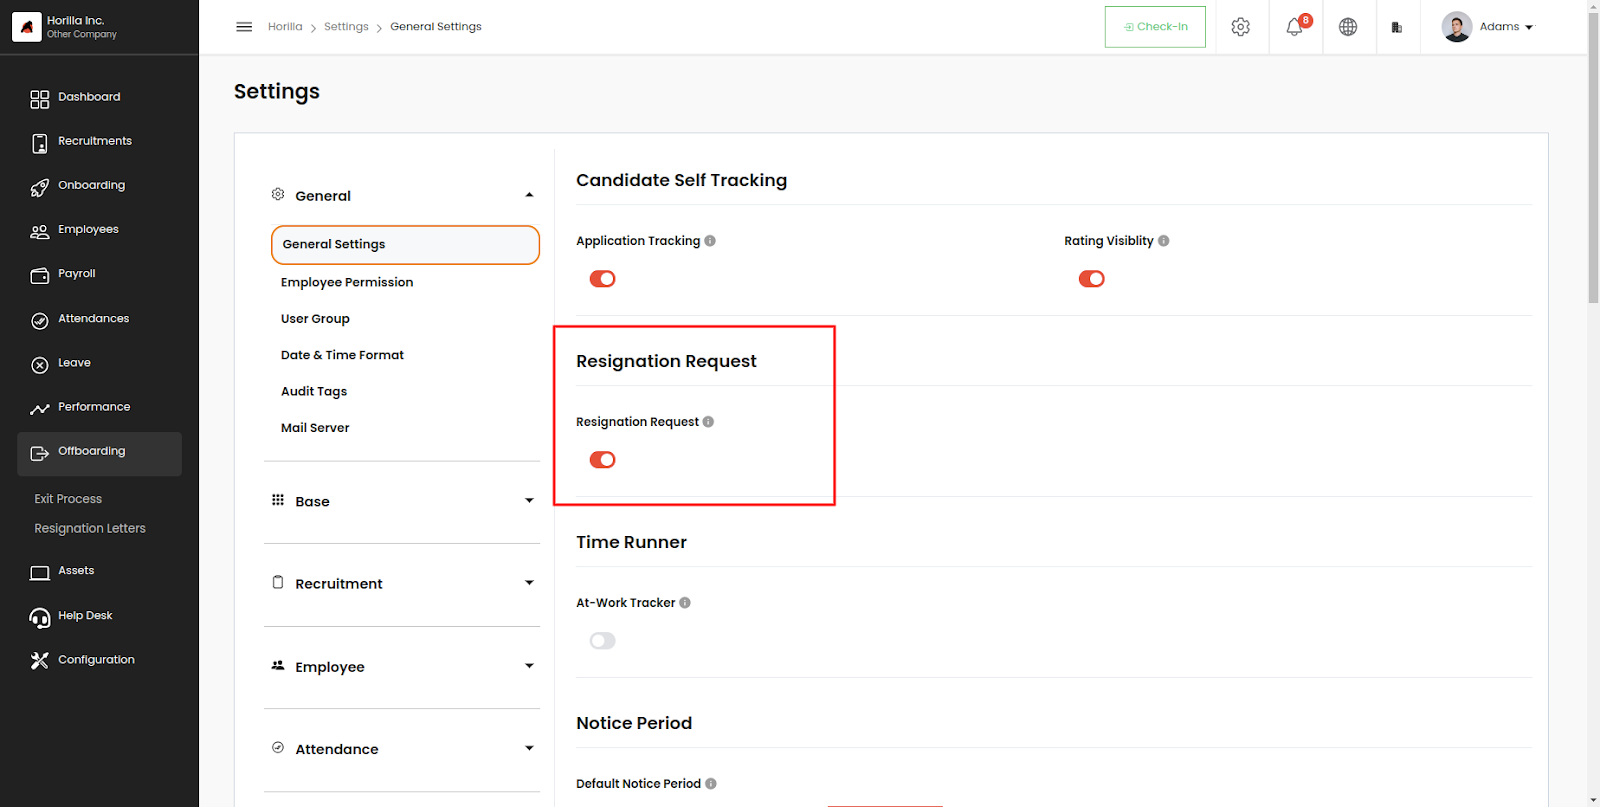 Horilla Inc.
Other Company
Horilla > Settings > General Settings
Check-In
8
Adams
Dashboard
Recruitments
Onboarding
Employees
Payroll
Attendances
Leave
Performance
Offboarding
Exit Process
Resignation Letters
Assets
Help Desk
Configuration
Settings
General
General Settings
Employee Permission
User Group
Date & Time Format
Audit Tags
Mail Server
Base
Recruitment
Employee
Attendance
Candidate Self Tracking
Application Tracking
Rating Visiblity
Resignation Request
Resignation Request
Time Runner
At-Work Tracker
Notice Period
Default Notice Period